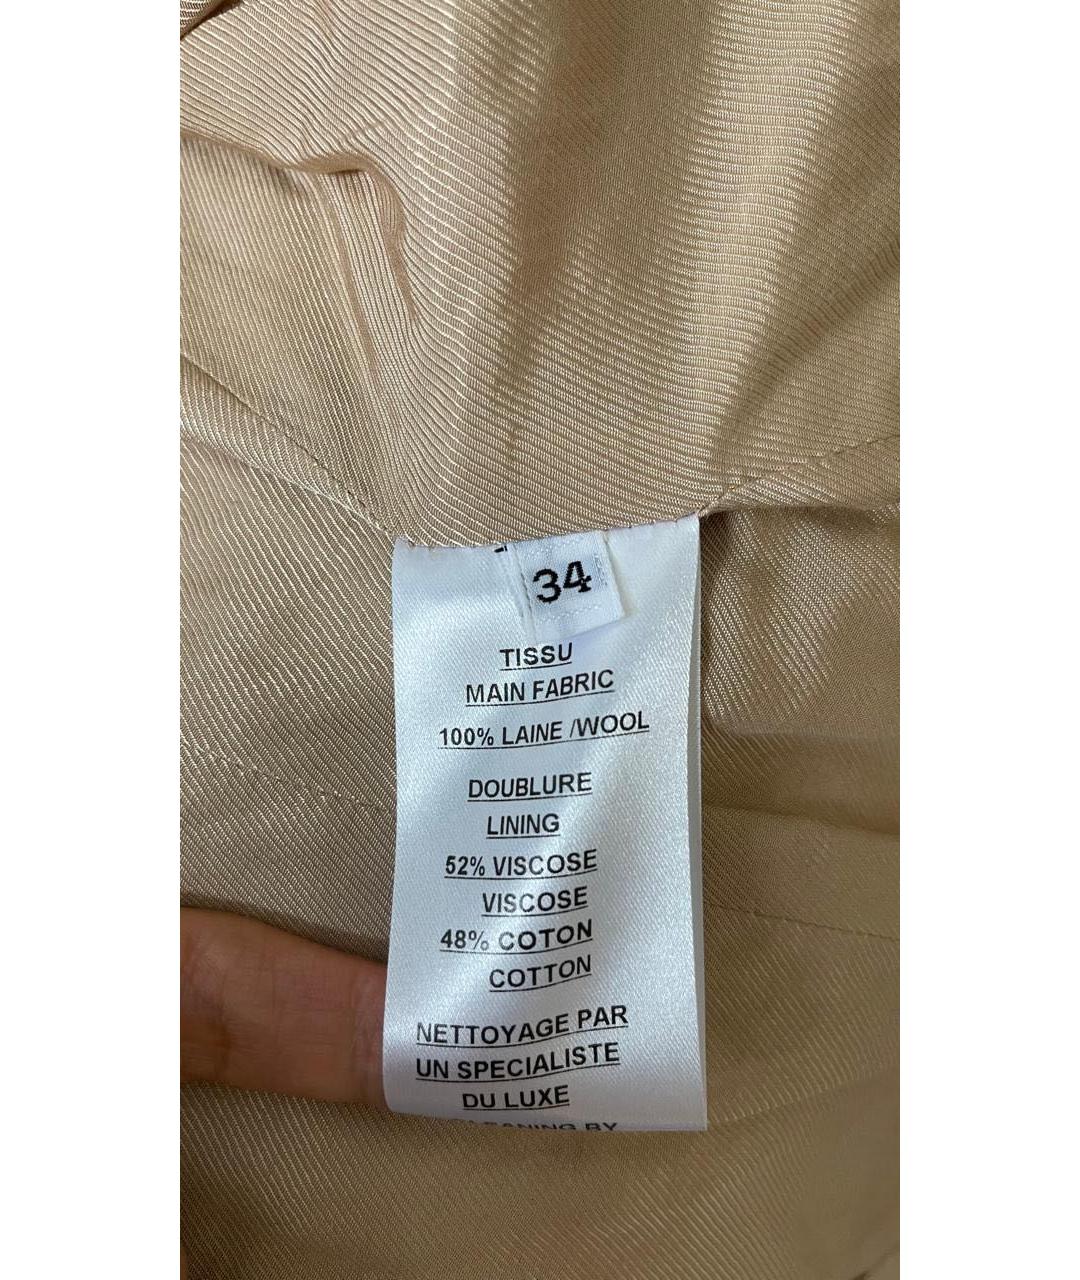 34
TISSU
MAIN FABRIC
100% LAINE /WOOL
DOUBLURE
LINING
52% VISCOSE
VISCOSE
48% COTON
COTTON
NETTOYAGE PAR
UN SPECIALISTE
DU LUXE
BY